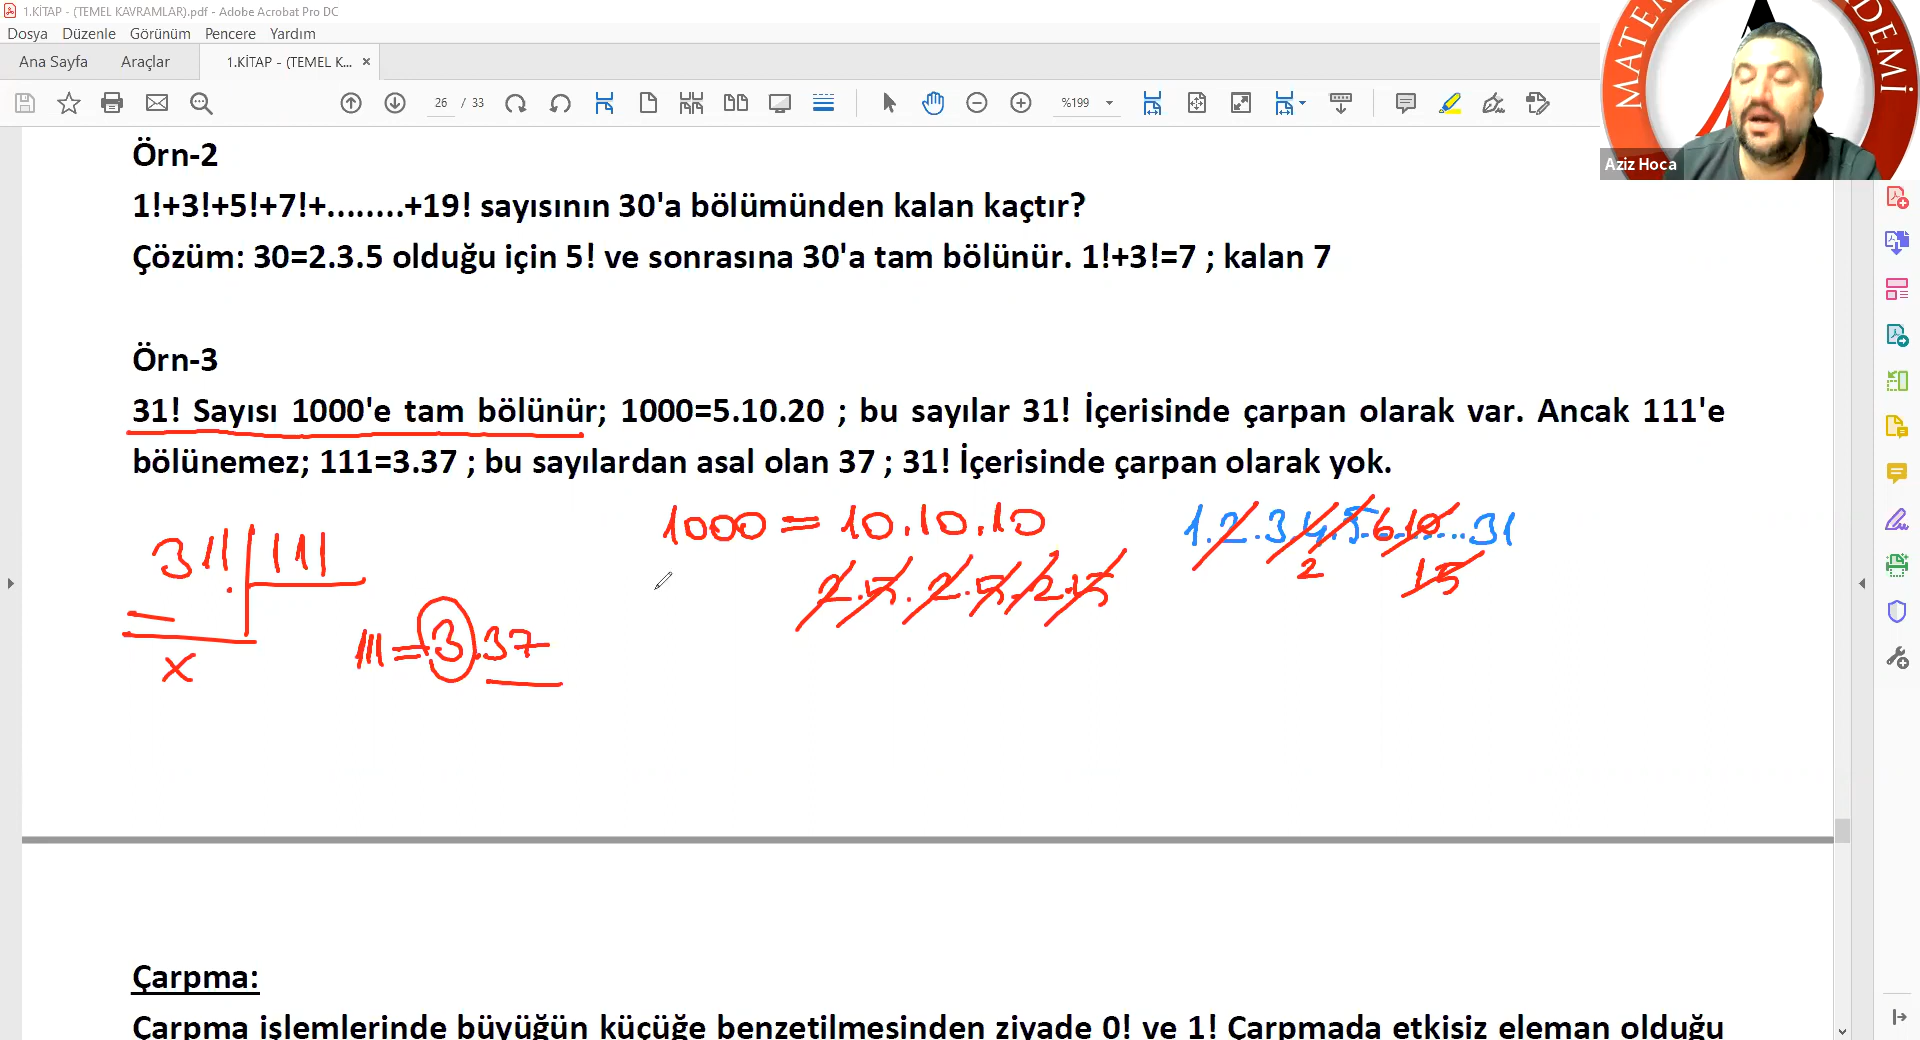 1.KİTAP - (TEMEL KAVRAMLAR).pdf - Adobe Acrobat Pro DC
Dosya Düzenle Görünüm Pencere Yardım
Ana Sayfa Araçlar 1.KİTAP - (TEMEL K... ×
26 / 33 %199
MATEM DEMİ
Aziz Hoca
Örn-2
1!+3!+5!+7!+........+19! sayısının 30'a bölümünden kalan kaçtır?
Çözüm: 30=2.3.5 olduğu için 5! ve sonrasına 30'a tam bölünür. 1!+3!=7 ; kalan 7
Örn-3
31! Sayısı 1000'e tam bölünür; 1000=5.10.20 ; bu sayılar 31! İçerisinde çarpan olarak var. Ancak 111'e
bölünemez; 111=3.37 ; bu sayılardan asal olan 37 ; 31! İçerisinde çarpan olarak yok.
1000 = 10.10.10 1.2.3.4.5.6.10......31
31! 111 2.5.2.5.2.5 2 15
111=3.37
x
Çarpma:
Çarpma işlemlerinde büyüğün küçüğe benzetilmesinden ziyade 0! ve 1! Çarpmada etkisiz eleman olduğu